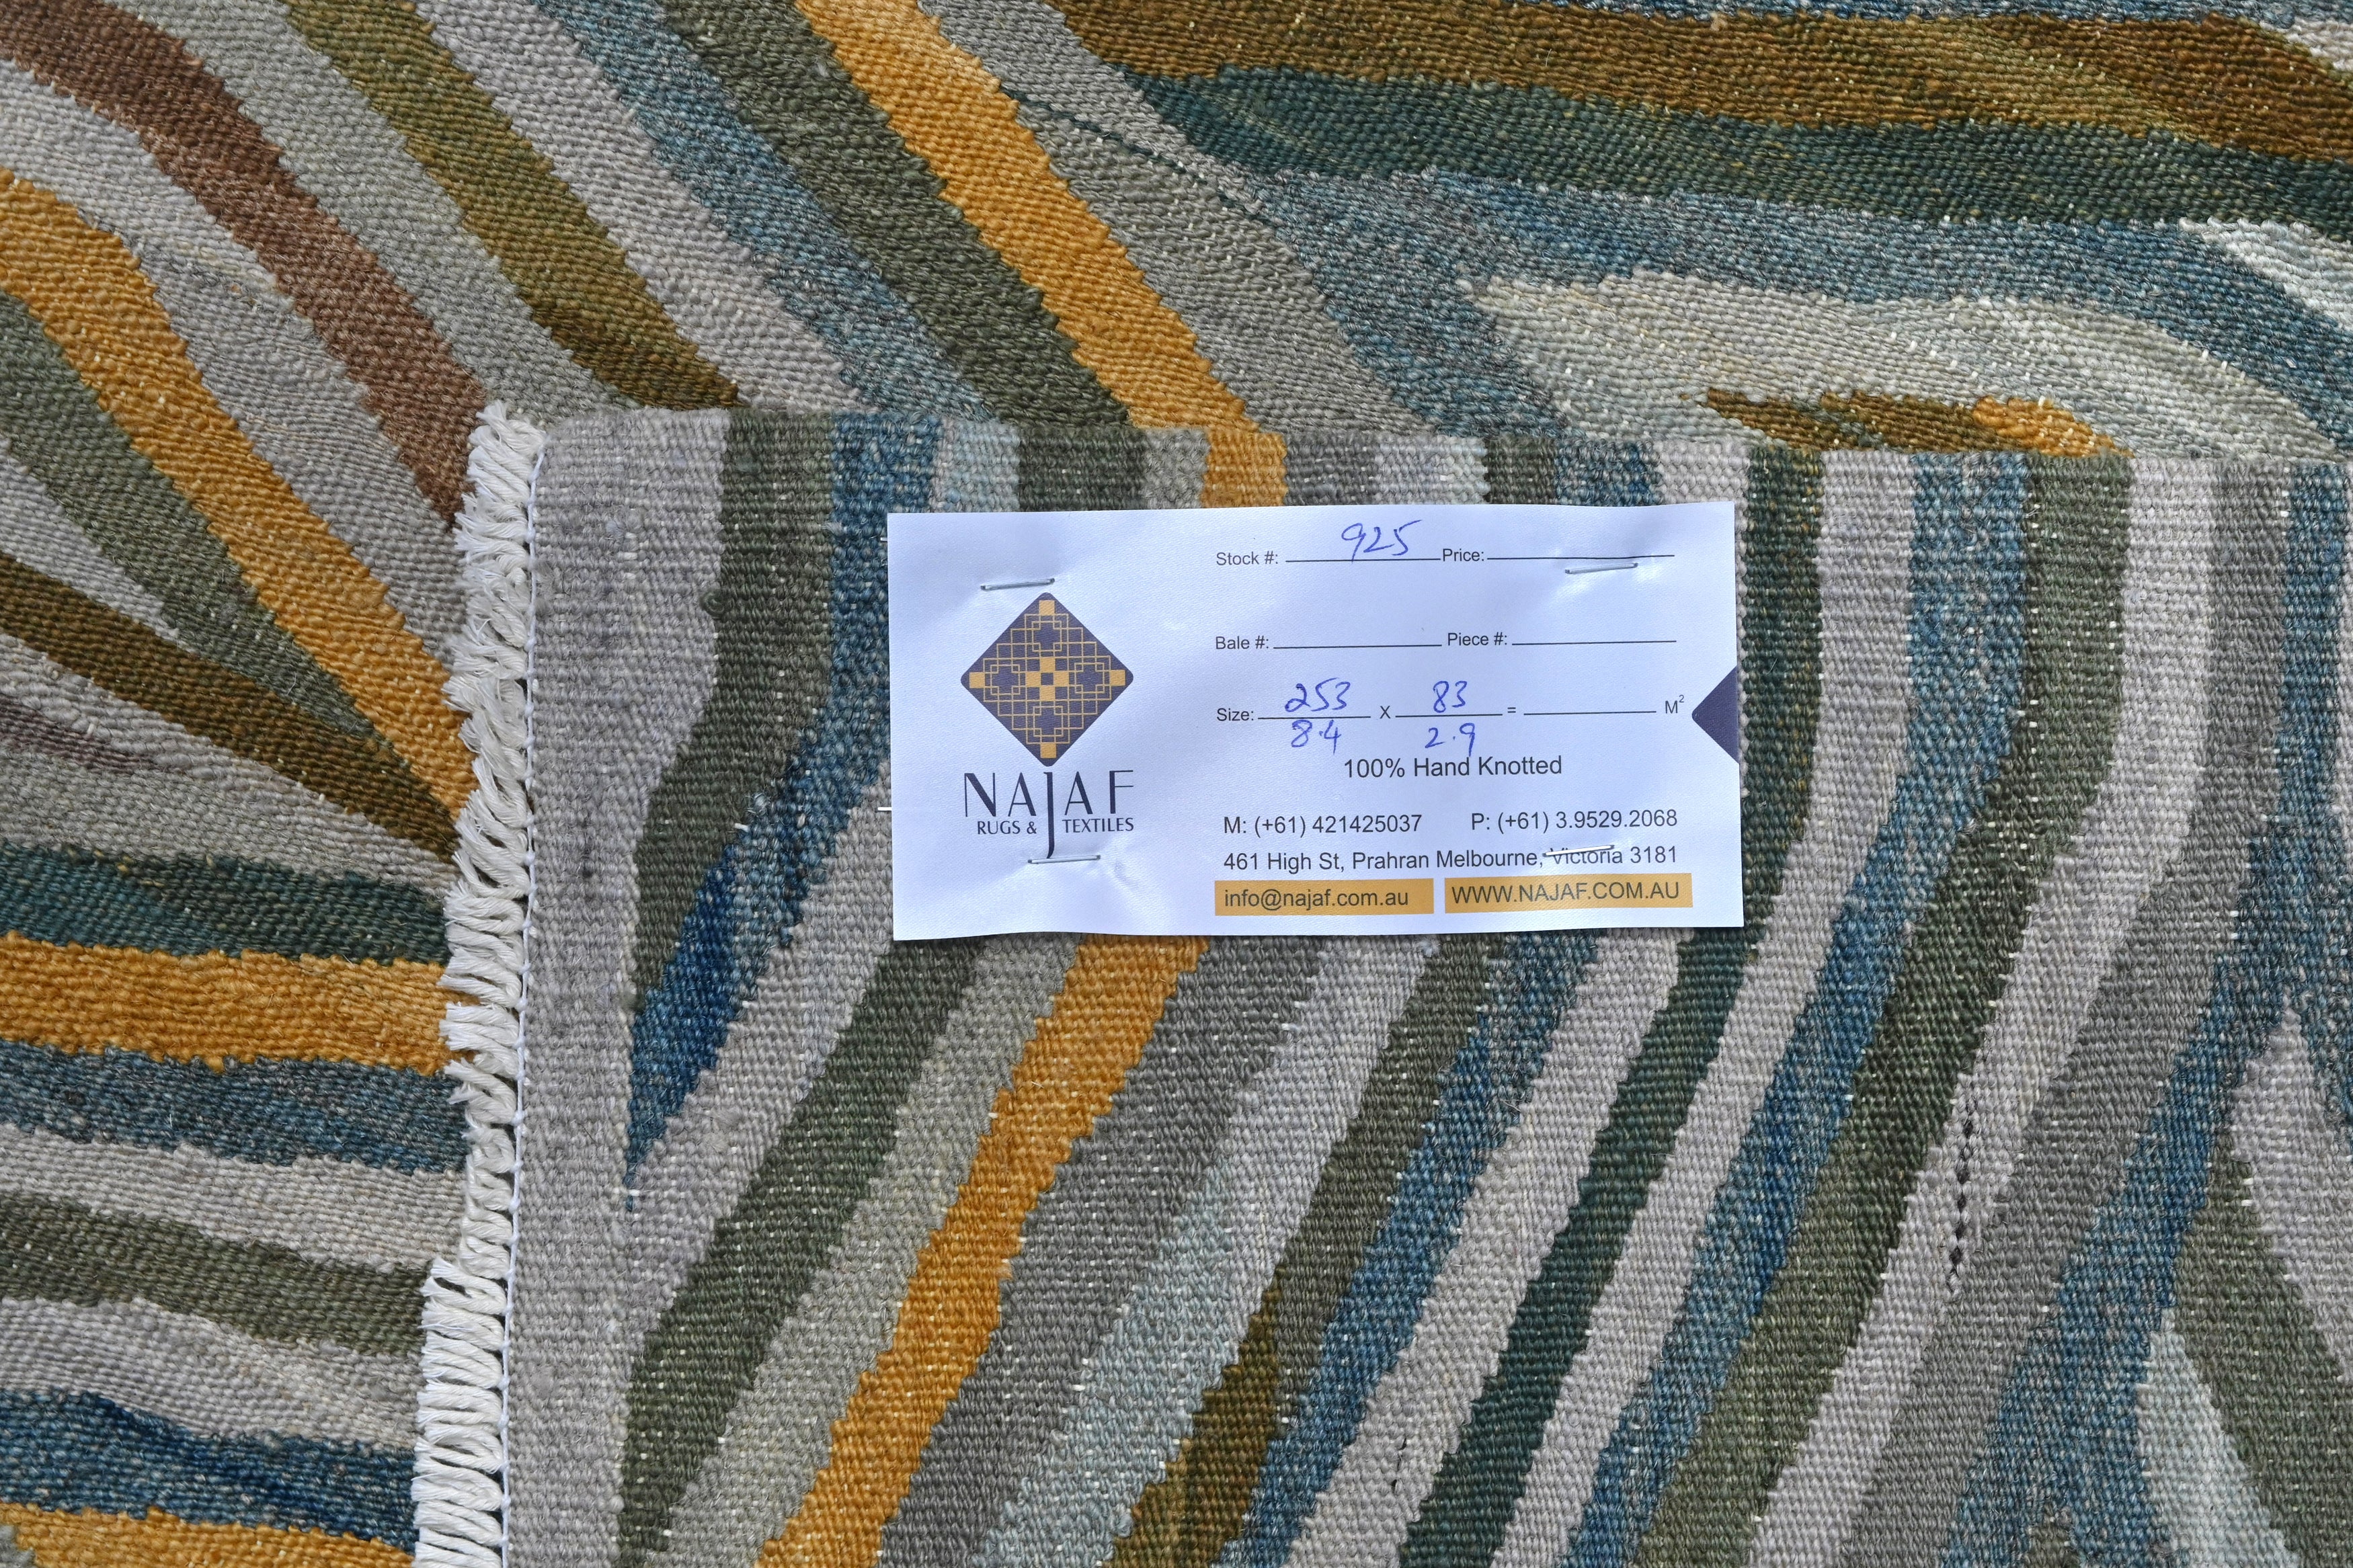 Stock #: 925 Price:
Bale #: Piece #:
Size: 253 X 83 = M²
8.4 2.9
100% Hand Knotted
NAJAF
RUGS & TEXTILES
M: (+61) 421425037 P: (+61) 3.9529.2068
461 High St, Prahran Melbourne, Victoria 3181
info@najaf.com.au WWW.NAJAF.COM.AU